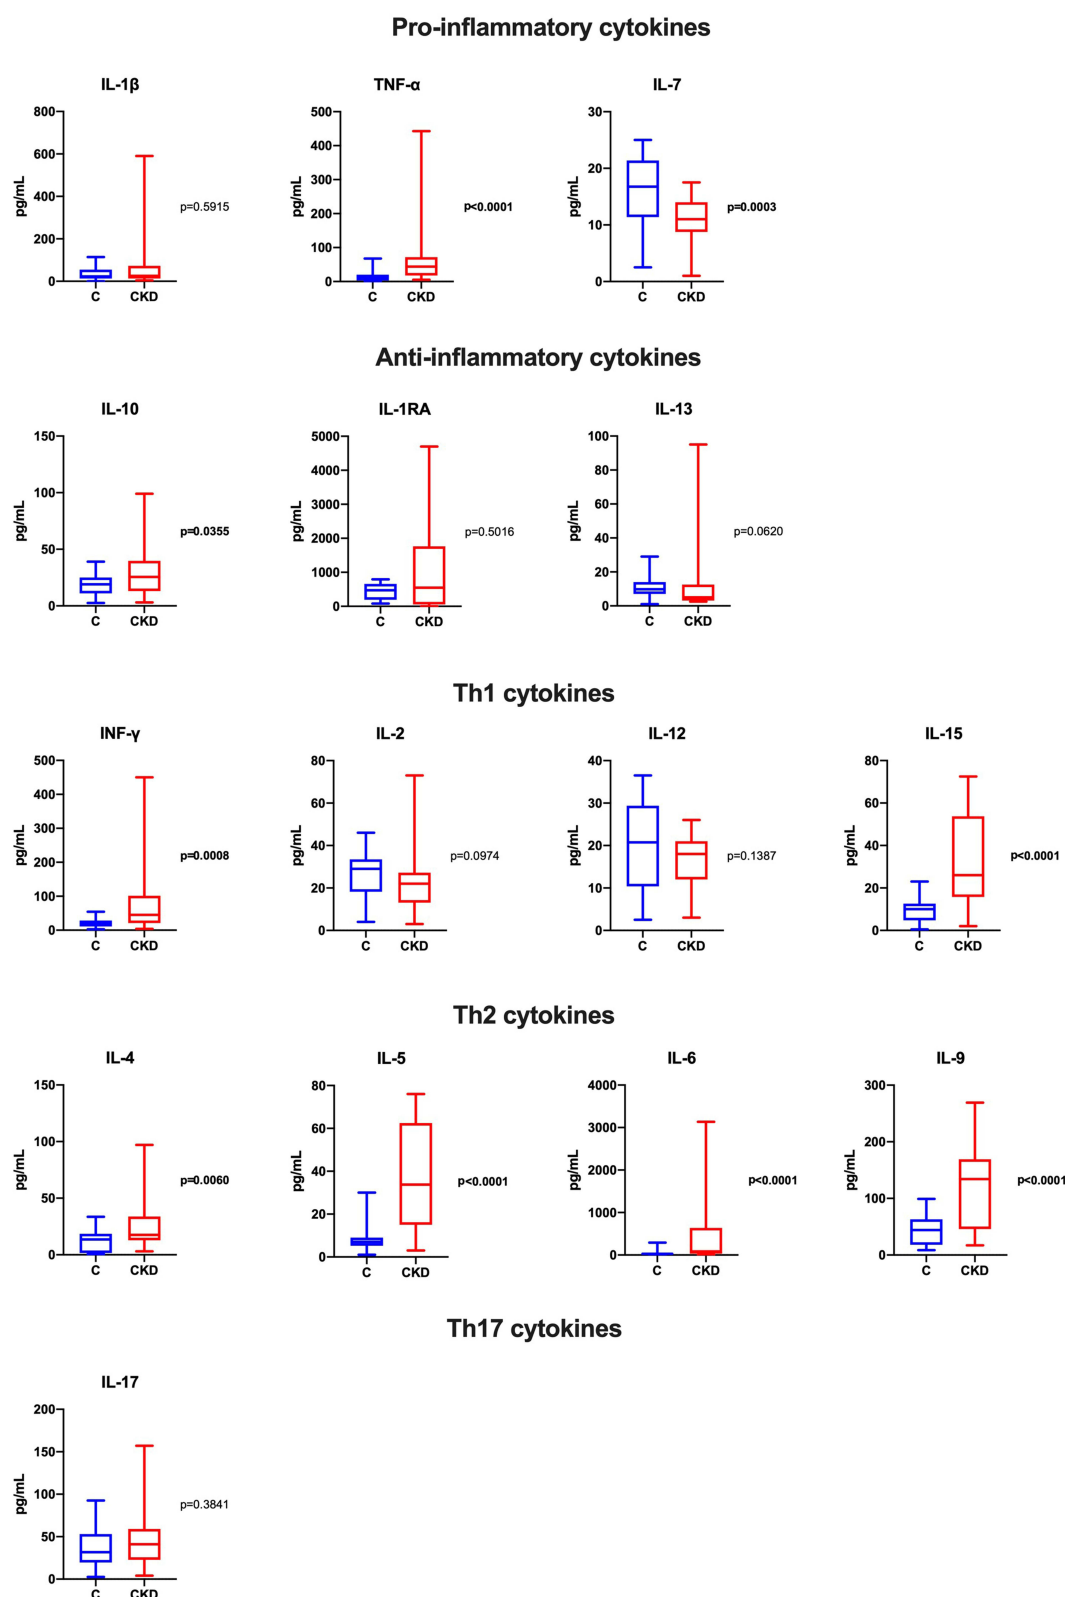 Pro-inflammatory cytokines
IL-1β
TNF-α
IL-7
800
600
400
200
0
pg/mL
C
CKD
p=0.5915
500
400
300
200
100
0
pg/mL
C
CKD
p<0.0001
30
20
10
0
pg/mL
C
CKD
p=0.0003
Anti-inflammatory cytokines
IL-10
IL-1RA
IL-13
150
100
50
0
pg/mL
C
CKD
p=0.0355
5000
4000
3000
2000
1000
0
pg/mL
C
CKD
p=0.5016
100
80
60
40
20
0
pg/mL
C
CKD
p=0.0620
Th1 cytokines
INF-γ
IL-2
IL-12
IL-15
500
400
300
200
100
0
pg/mL
C
CKD
p=0.0008
80
60
40
20
0
pg/mL
C
CKD
p=0.0974
40
30
20
10
0
pg/mL
C
CKD
p=0.1387
80
60
40
20
0
pg/mL
C
CKD
p<0.0001
Th2 cytokines
IL-4
IL-5
IL-6
IL-9
150
100
50
0
pg/mL
C
CKD
p=0.0060
80
60
40
20
0
pg/mL
C
CKD
p<0.0001
4000
3000
2000
1000
0
pg/mL
C
CKD
p<0.0001
300
200
100
0
pg/mL
C
CKD
p<0.0001
Th17 cytokines
IL-17
200
150
100
50
0
pg/mL
C
CKD
p=0.3841